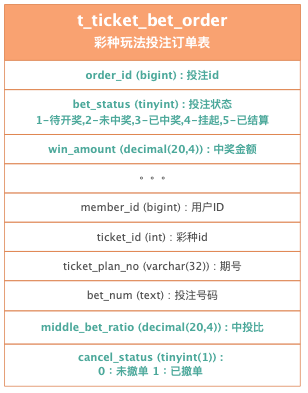 t_ticket_bet_order
彩种玩法投注订单表
order_id (bigint) : 投注id
bet_status (tinyint) : 投注状态
1-待开奖,2-未中奖,3-已中奖,4-挂起,5-已结算
win_amount (decimal(20,4)) : 中奖金额
。。。
member_id (bigint) : 用户ID
ticket_id (int) : 彩种id
ticket_plan_no (varchar(32)) : 期号
bet_num (text) : 投注号码
middle_bet_ratio (decimal(20,4)) : 中投比
cancel_status (tinyint(1)) :
0：未撤单 1：已撤单